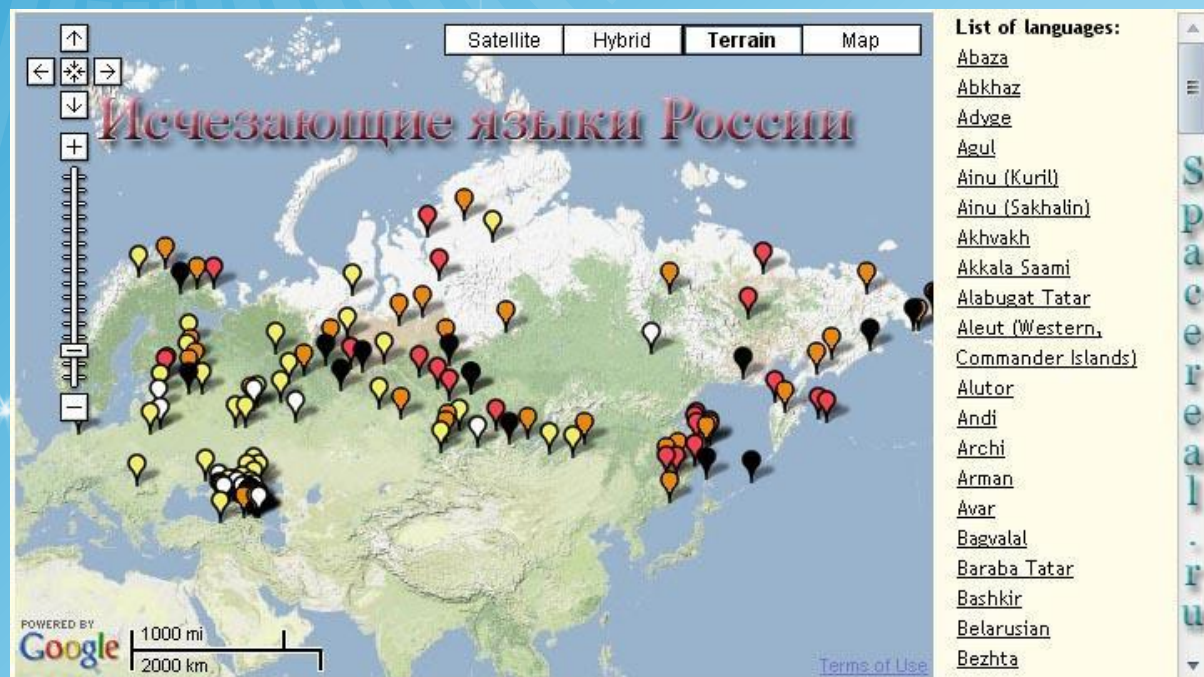 Satellite
Hybrid
Terrain
Map
Исчезающие языки России
POWERED BY
Google
1000 mi
2000 km
Terms of Use
List of languages:
Abaza
Abkhaz
Adyge
Agul
Ainu (Kuril)
Ainu (Sakhalin)
Akhvakh
Akkala Saami
Alabugat Tatar
Aleut (Western,
Commander Islands)
Alutor
Andi
Archi
Arman
Avar
Bagvalal
Baraba Tatar
Bashkir
Belarusian
Bezhta
Spacereal.ru